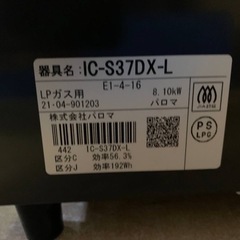 器具名：IC-S37DX-L
E1-4-16
LPガス用 8.10kW
21・04-901203 パロマ
株式会社パロマ
JIA
442 IC-S37DX-L
区分C 効率56.3%
区分J 効率192Wh
PS
LPG